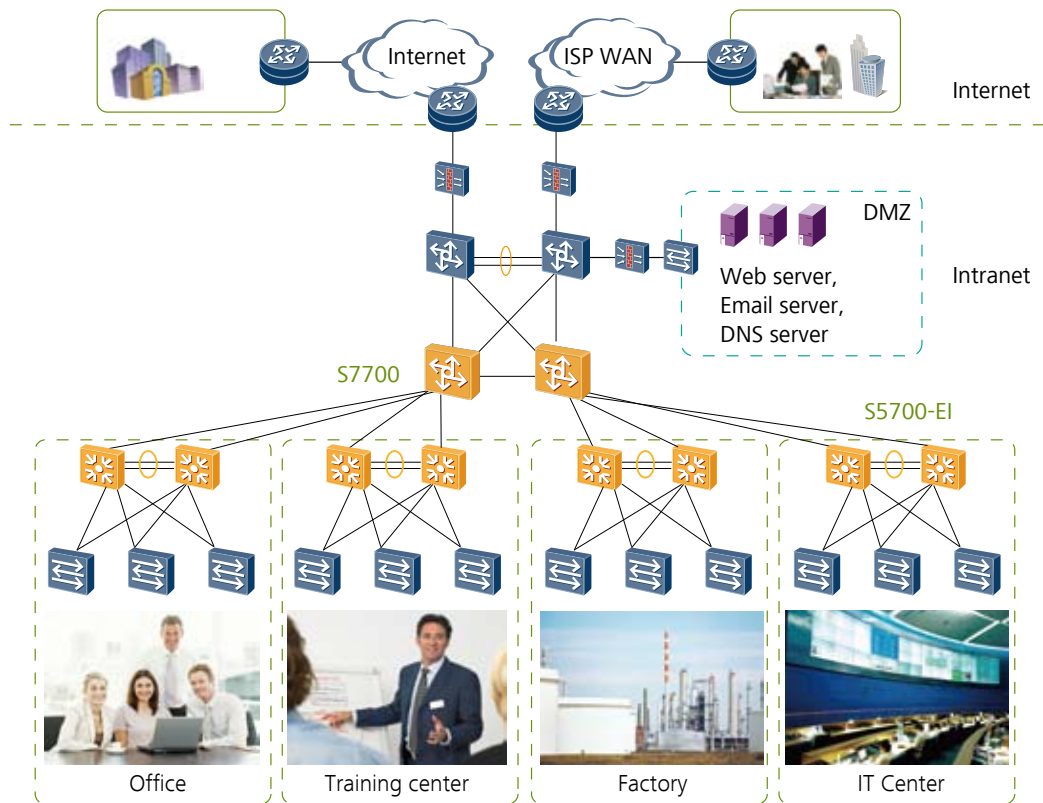 Internet
ISP WAN
Internet
DMZ
Web server,
Email server,
DNS server
Intranet
S7700
S5700-EI
Office
Training center
Factory
IT Center